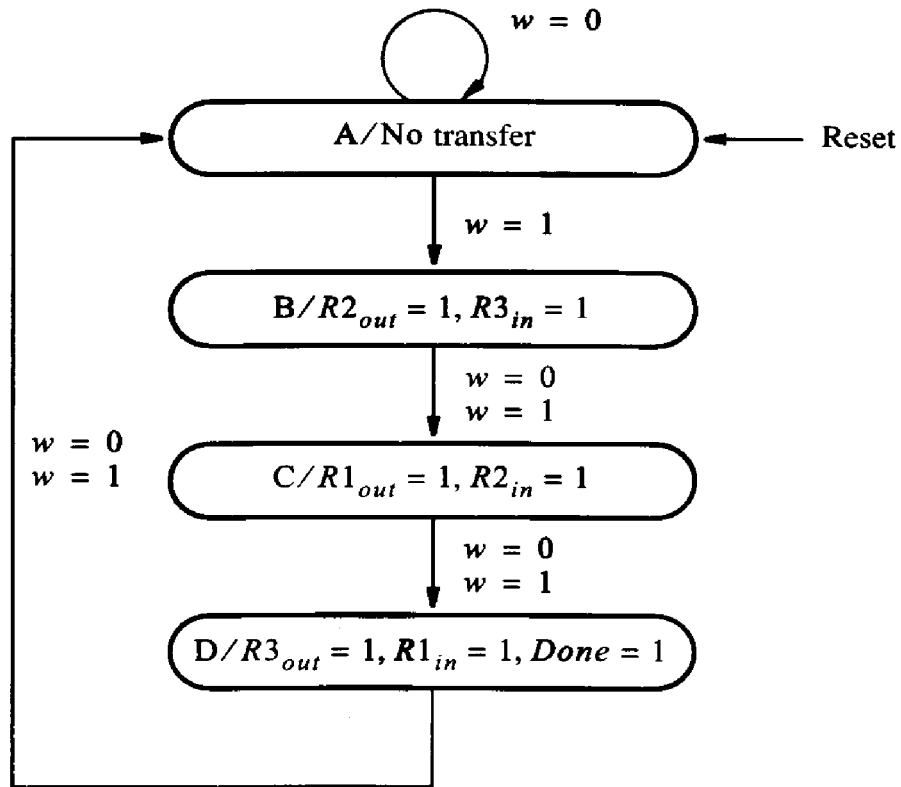 w = 0
A/No transfer
Reset
w = 1
B/R2out = 1, R3in = 1
w = 0
w = 1
w = 0
w = 1
C/R1out = 1, R2in = 1
w = 0
w = 1
D/R3out = 1, R1in = 1, Done = 1